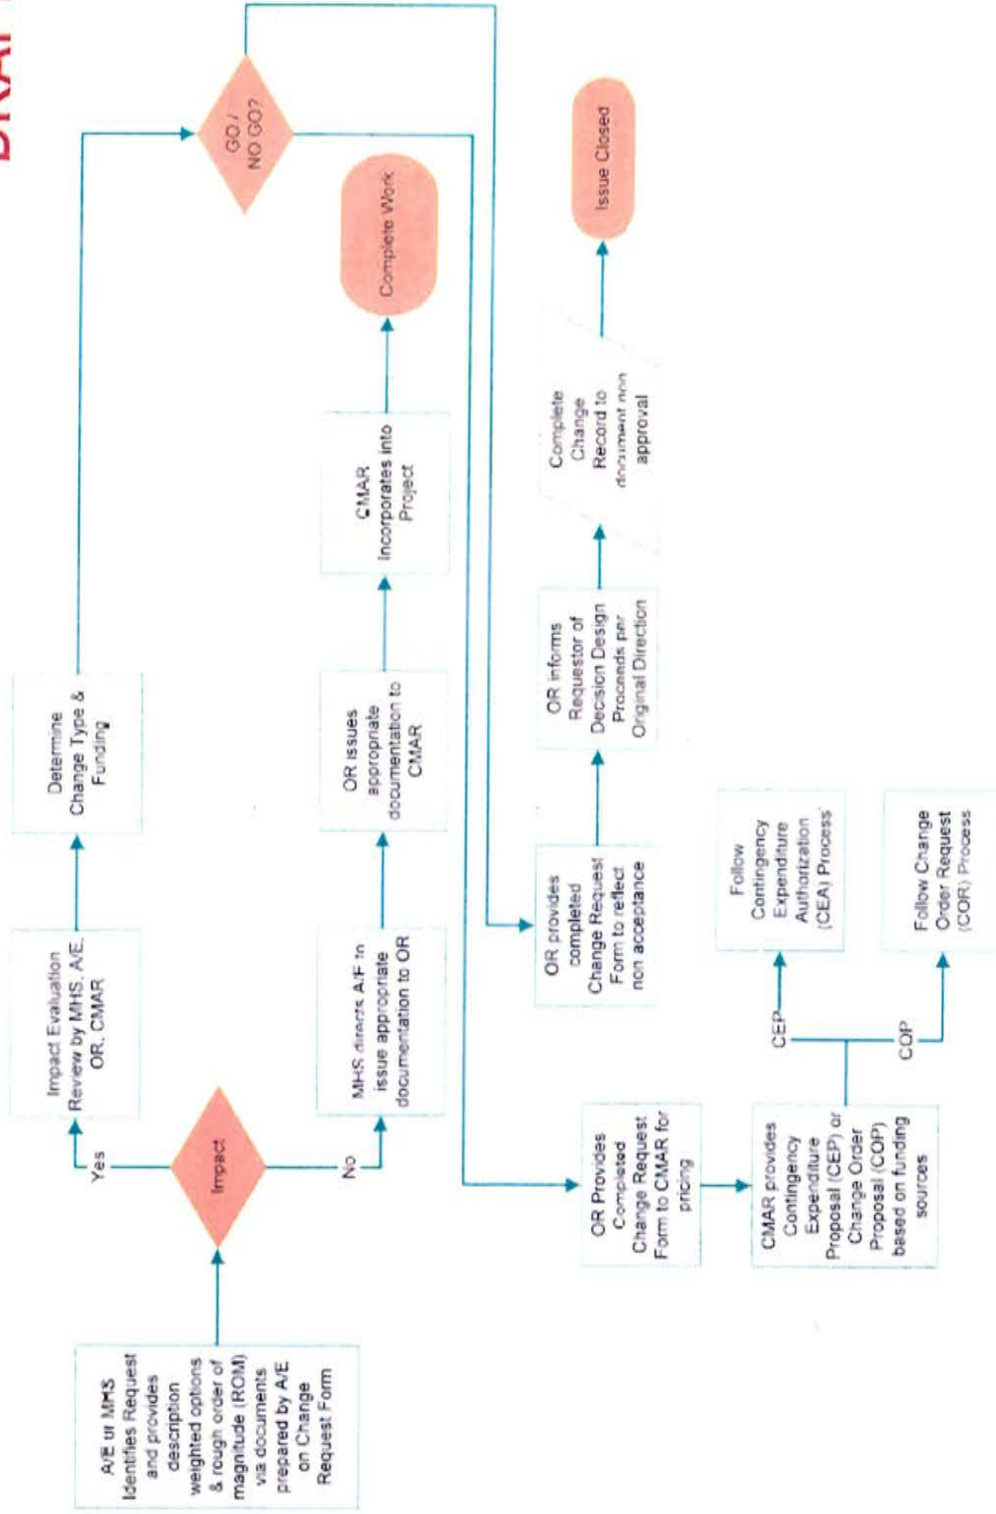 A/E or MHS
Identifies Request
and provides
description
weighted options
& rough order of
magnitude (ROM)
via documents
prepared by A/E
on Change
Request Form
Impact
Yes
No
Impact Evaluation
Review by MHS, A/E,
OR, CMAR
Determine
Change Type &
Funding
GO /
NO GO?
MHS directs A/E to
issue appropriate
documentation to OR
OR issues
appropriate
documentation to
CMAR
CMAR
Incorporates into
Project
Complete Work
OR provides
completed
Change Request
Form to reflect
non acceptance
OR informs
Requestor of
Decision Design
Proceeds per
Original Direction
Complete
Change
Record to
document non
approval
Issue Closed
OR Provides
Completed
Change Request
Form to CMAR for
pricing
CMAR provides
Contingency
Expenditure
Proposal (CEP) or
Change Order
Proposal (COP)
based on funding
sources
CEP
COP
Follow
Contingency
Expenditure
Authorization
(CEA) Process
Follow Change
Order Request
(COR) Process